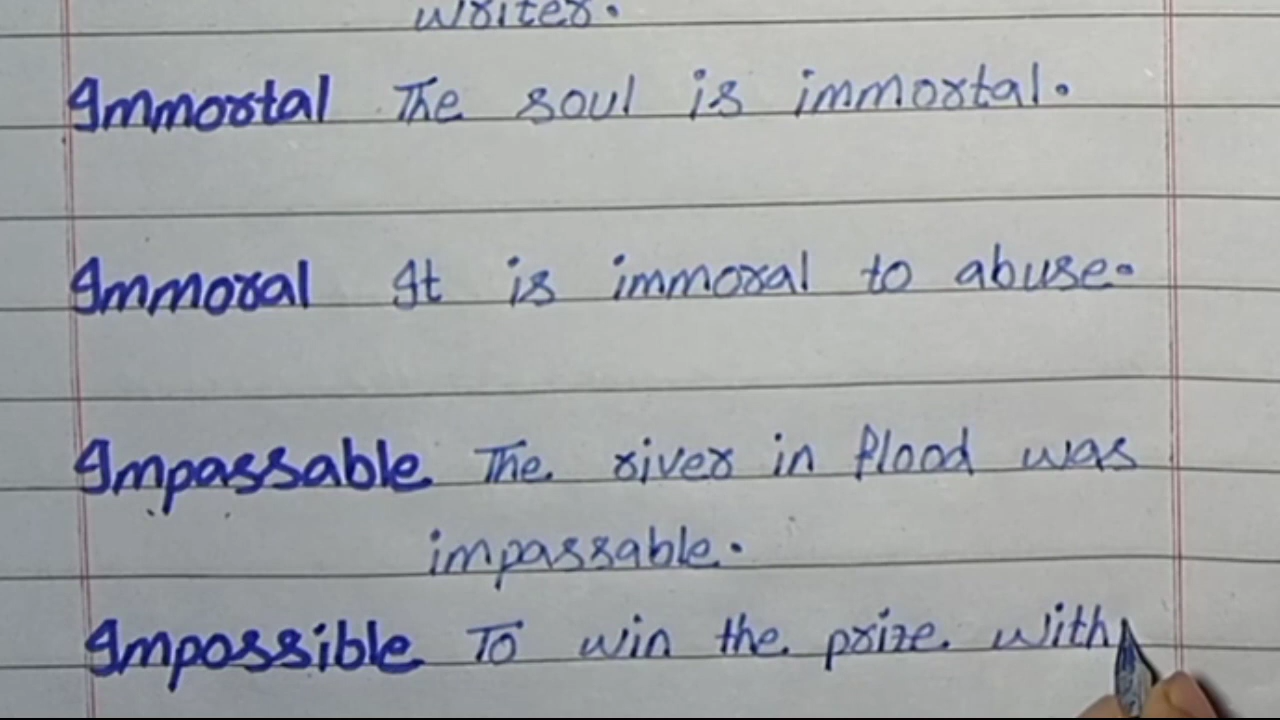 writer.
Immortal The soul is immortal.
Immoral It is immoral to abuse.
Impassable The river in flood was
impassable.
Impossible To win the prize with